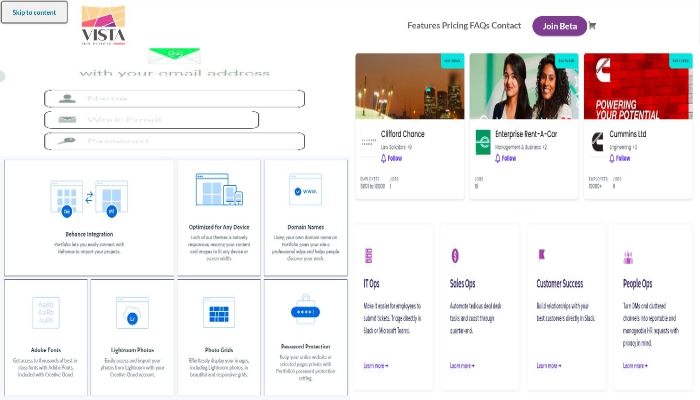 Skip to content
VISTA
Features Pricing FAQs Contact
Join Beta
with your email address
Name
Work Email
Password
Behance Integration
Portfolio lets you easily connect with
Behance to import your projects.
Optimized for Any Device
Each of our themes is natively
responsive, meaning your content
and images to fit any device or
screen width.
www.
Domain Names
Using your own domain name on
Portfolio gives your site a
professional edge and helps people
discover your work.
AaBb
AaBb
AaBb
Adobe Fonts
Get access to thousands of best in
class fonts with Adobe Fonts,
included with Creative Cloud.
Lightroom Photos
Easily access and import your
photos from Lightroom with your
Creative Cloud account.
Photo Grids
Effortlessly display your images,
including Lightroom photos, in
beautiful and responsive grids.
Password Protection
Keep your entire website or
selected pages private with
Portfolio's password protection
setting.
Clifford Chance
Law Solicitors +9
Follow
EMPLOYEES JOBS
5001 to 10000 1
Enterprise Rent-A-Car
Management & Business +2
Follow
JOBS
15
POWERING
YOUR POTENTIAL
Cummins Ltd
Engineering +3
Follow
EMPLOYEES JOBS
10000+ 8
IT Ops
Make it easier for employees to
submit tickets. Triage directly in
Slack or Microsoft Teams.
Learn more →
Sales Ops
Automate tedious deal desk
tasks and coast through
quarter-end.
Learn more →
Customer Success
Build relationships with your
best customers directly in Slack.
Learn more →
People Ops
Turn DMs and cluttered
channels into reportable and
manageable HR requests with
privacy in mind.
Learn more →